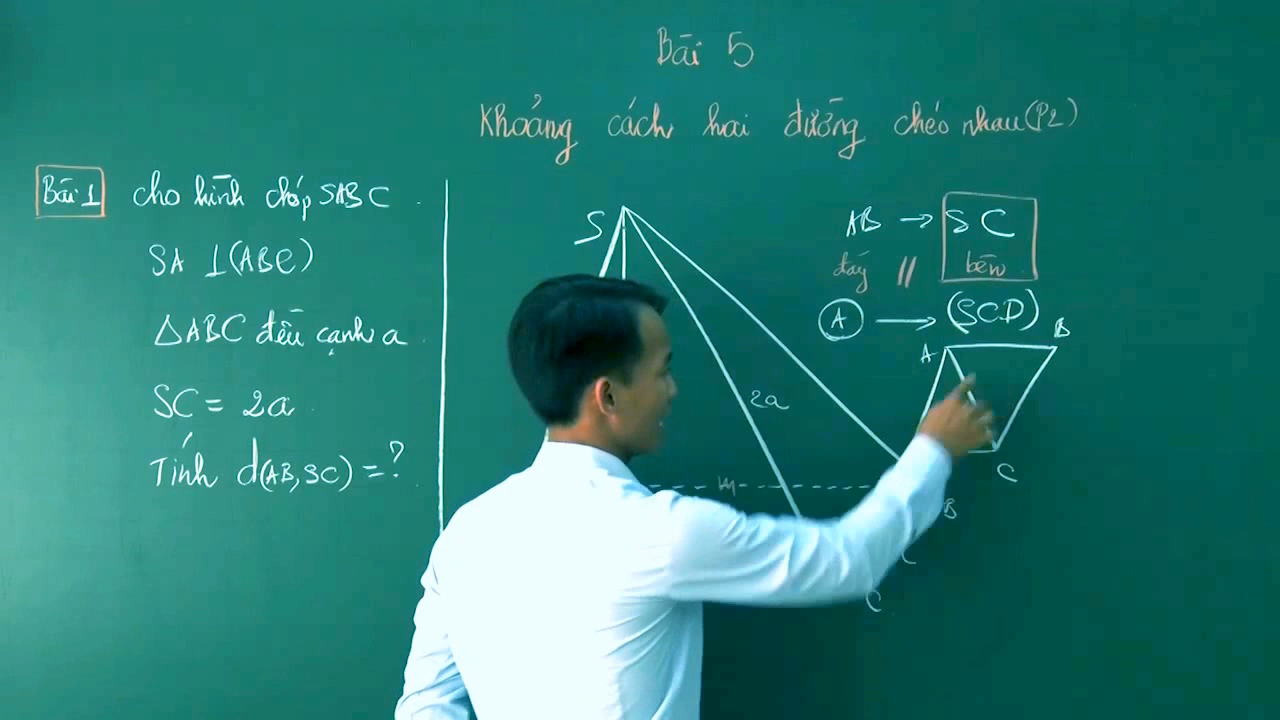 Bài 5
Khoảng cách hai đường chéo nhau (P2)
Bài 1 cho hình chóp SABC
SA ⊥ (ABC)
△ABC đều cạnh a
SC = 2a
Tính d(AB, SC) = ?
S
2a
B
C
C
AB → SC
đáy // bên
A → (SCD)
A
B
C